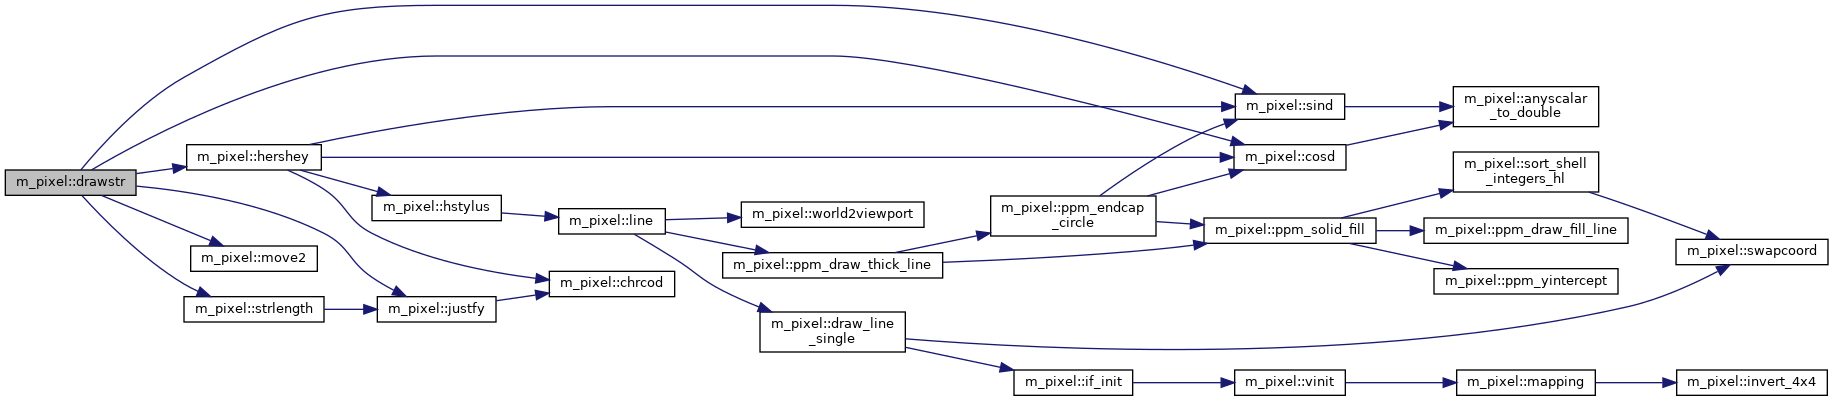 m_pixel::drawstr
m_pixel::hershey
m_pixel::move2
m_pixel::strlength
m_pixel::hstylus
m_pixel::justfy
m_pixel::line
m_pixel::chrcod
m_pixel::world2viewport
m_pixel::ppm_draw_thick_line
m_pixel::draw_line
_single
m_pixel::ppm_endcap
_circle
m_pixel::if_init
m_pixel::sind
m_pixel::cosd
m_pixel::ppm_solid_fill
m_pixel::vinit
m_pixel::anyscalar
_to_double
m_pixel::sort_shell
_integers_hl
m_pixel::ppm_draw_fill_line
m_pixel::ppm_yintercept
m_pixel::mapping
m_pixel::swapcoord
m_pixel::invert_4x4